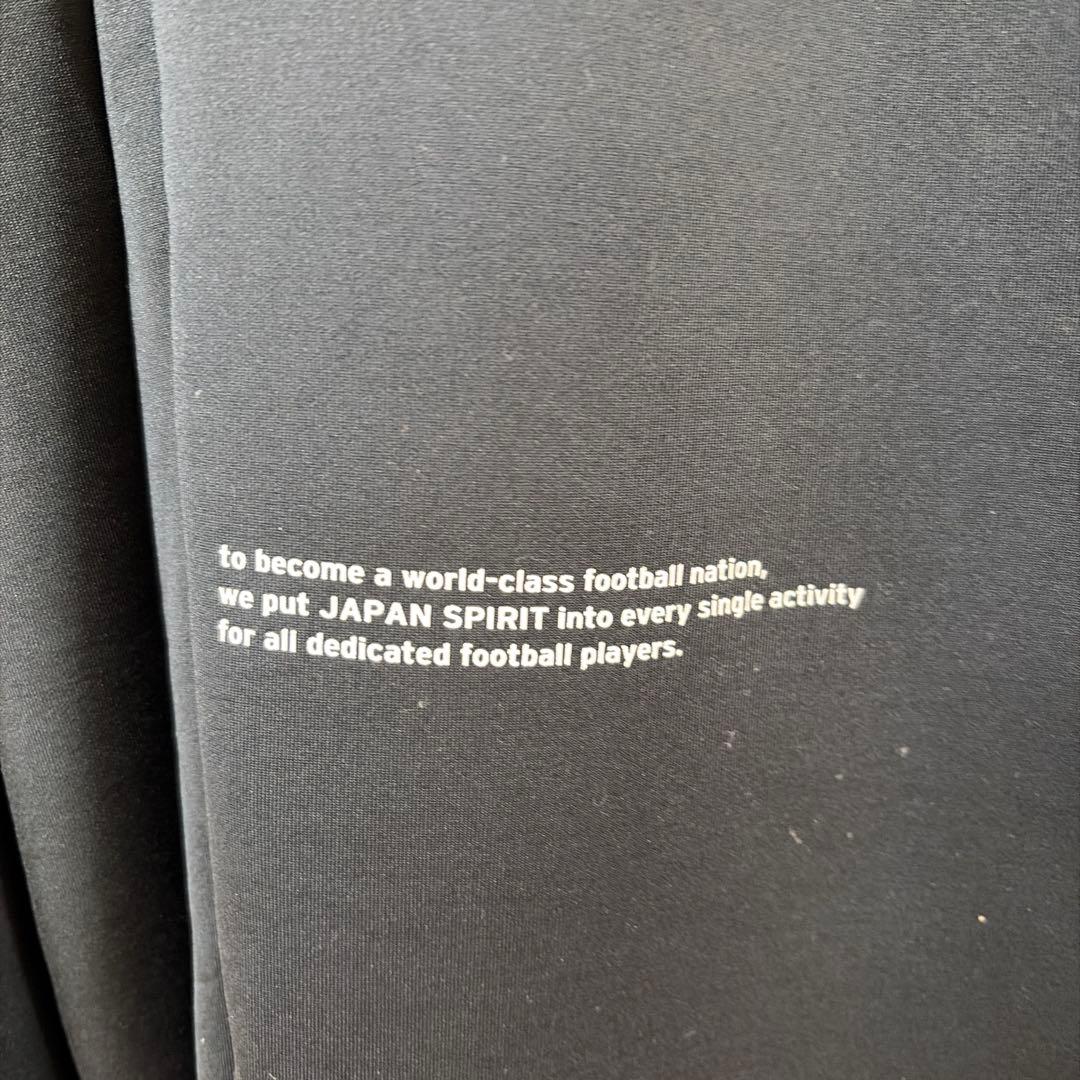 to become a world-class football nation,
we put JAPAN SPIRIT into every single activity
for all dedicated football players.